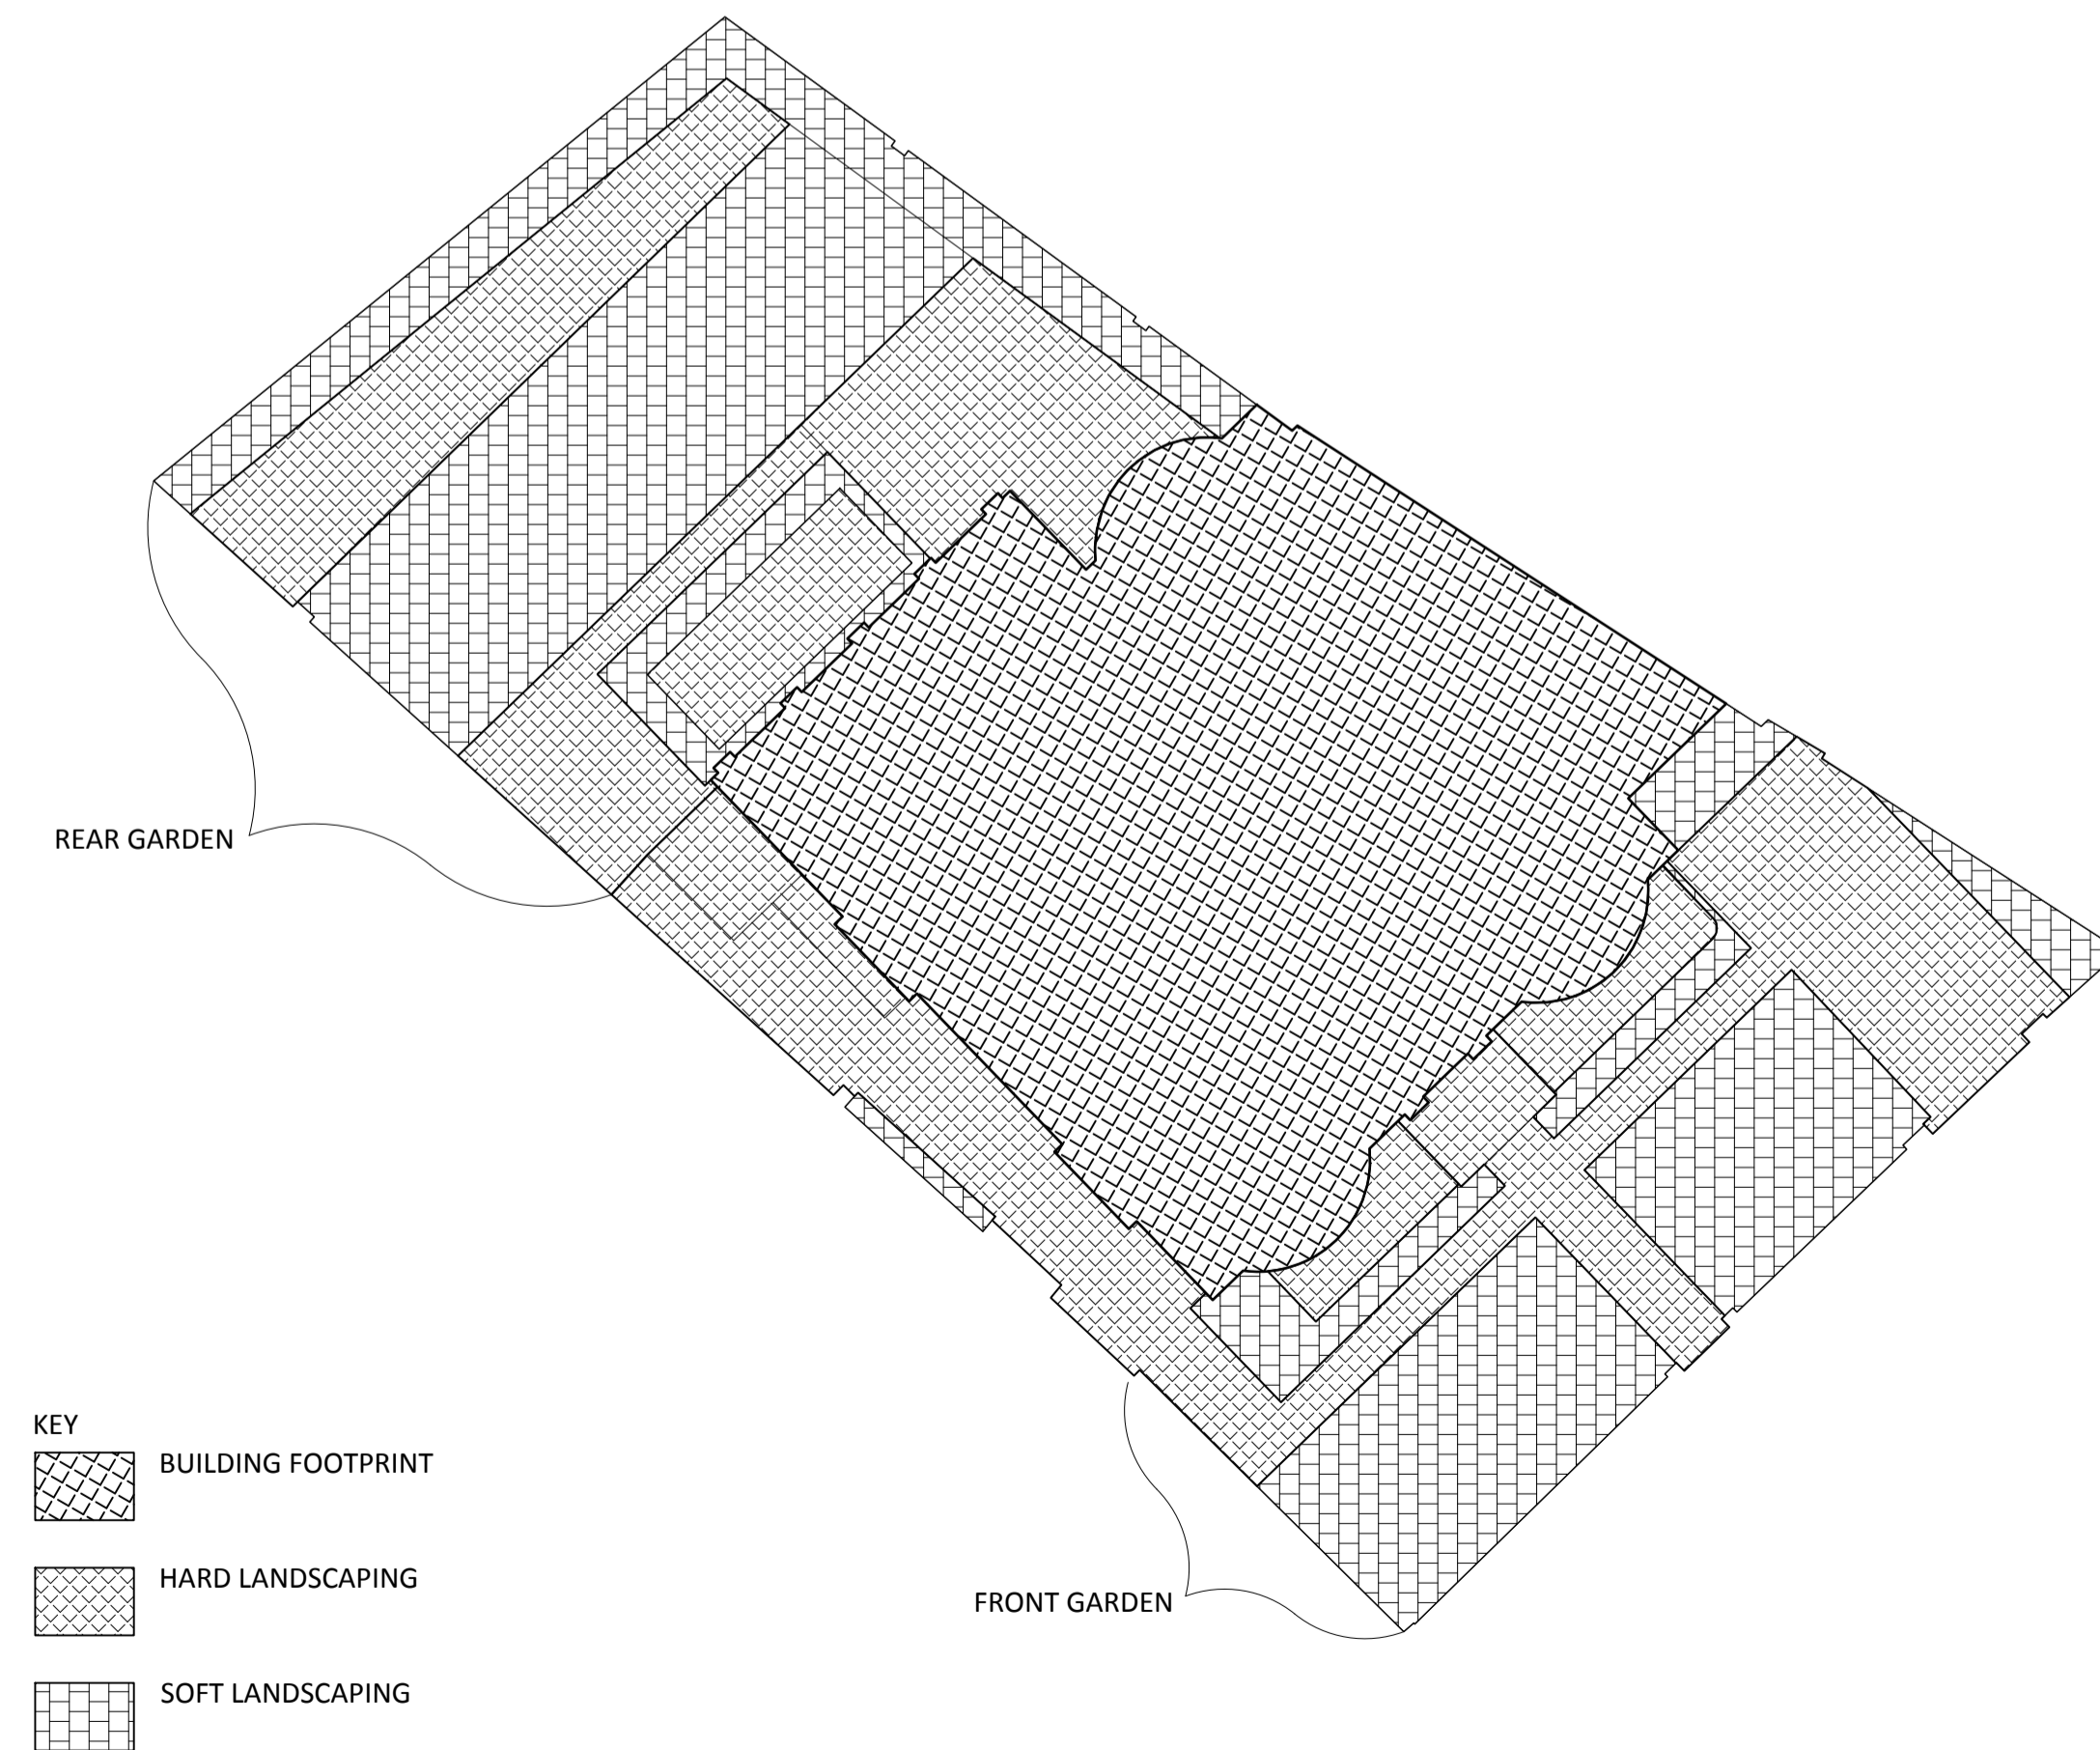 REAR GARDEN
KEY
BUILDING FOOTPRINT
HARD LANDSCAPING
FRONT GARDEN
SOFT LANDSCAPING